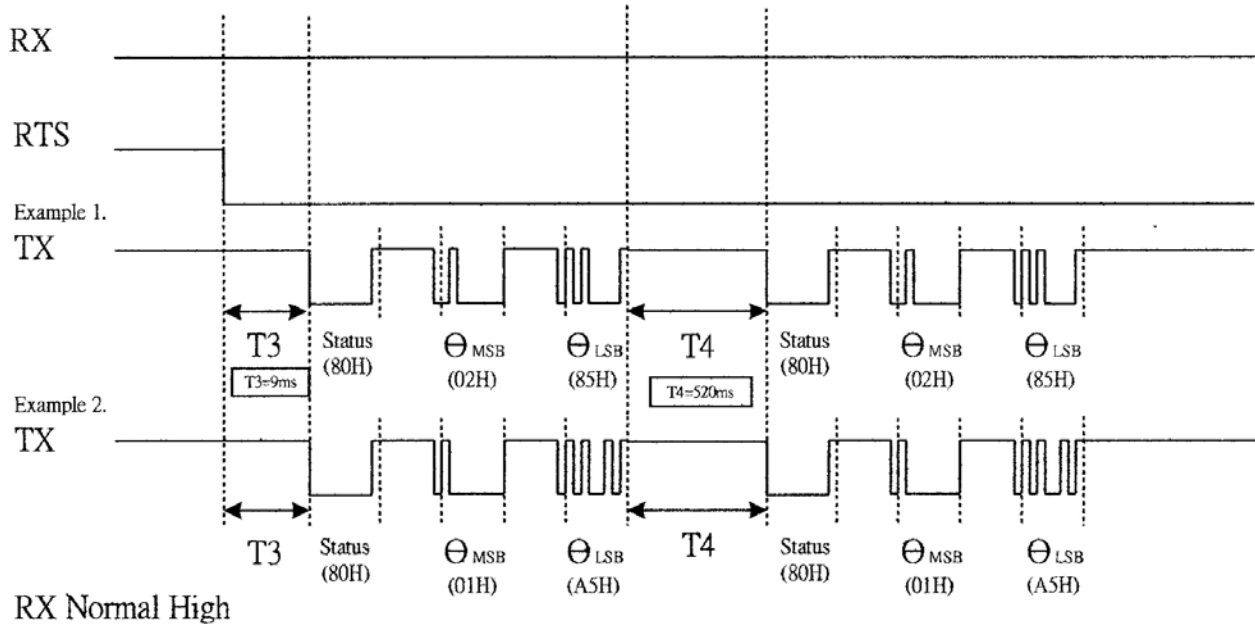 RX
RTS
Example 1.
TX
T3
Status
(80H)
Θ MSB
(02H)
Θ LSB
(85H)
T4
Status
(80H)
Θ MSB
(02H)
Θ LSB
(85H)
T3=9ms
T4=520ms
Example 2.
TX
T3
Status
(80H)
Θ MSB
(01H)
Θ LSB
(A5H)
T4
Status
(80H)
Θ MSB
(01H)
Θ LSB
(A5H)
RX Normal High